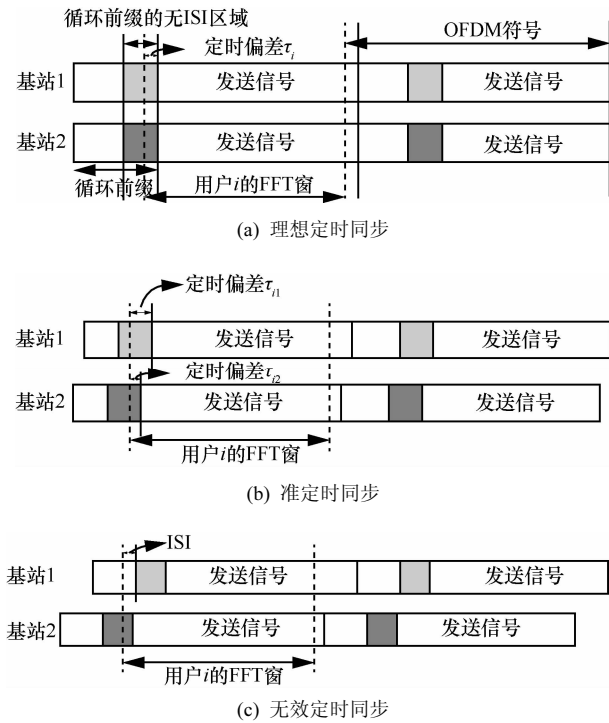 循环前缀的无ISI区域
定时偏差τi
OFDM符号
基站1
发送信号
发送信号
基站2
发送信号
发送信号
循环前缀
用户i的FFT窗
(a) 理想定时同步
定时偏差τi1
基站1
发送信号
发送信号
定时偏差τi2
基站2
发送信号
发送信号
用户i的FFT窗
(b) 准定时同步
ISI
基站1
发送信号
发送信号
基站2
发送信号
发送信号
用户i的FFT窗
(c) 无效定时同步